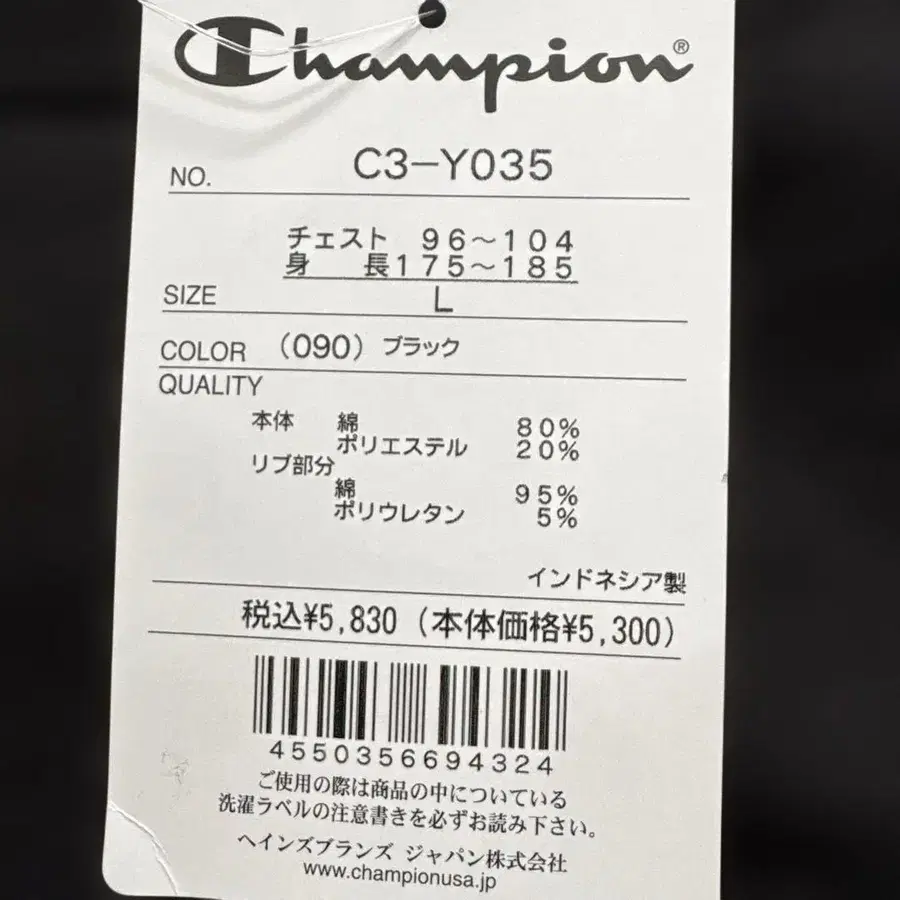 Champion®
NO. C3-Y035
チェスト 96〜104
身 長175〜185
SIZE L
COLOR (090) ブラック
QUALITY
本体 綿 80%
ポリエステル 20%
リブ部分
綿 95%
ポリウレタン 5%
インドネシア製
税込¥5,830 (本体価格¥5,300)
4550356694324
ご使用の際は商品の中についている
洗濯ラベルの注意書きを必ずお読み下さい。
ヘインズブランズ ジャパン株式会社
www.championusa.jp